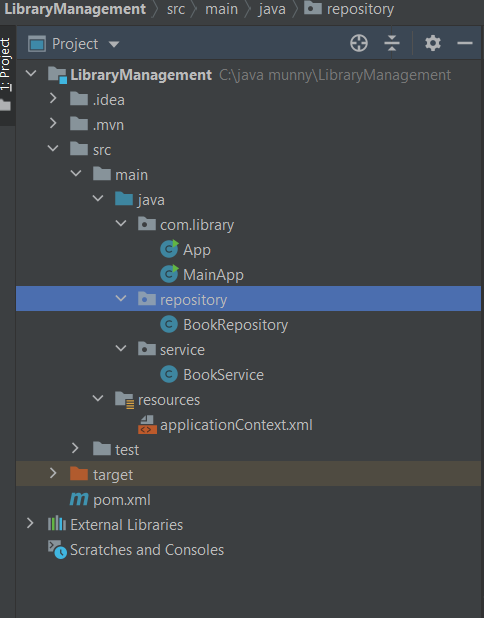 LibraryManagement src main java repository
1: Project
Project
LibraryManagement C:\java munny\LibraryManagement
.idea
.mvn
src
main
java
com.library
App
MainApp
repository
BookRepository
service
BookService
resources
applicationContext.xml
test
target
pom.xml
External Libraries
Scratches and Consoles